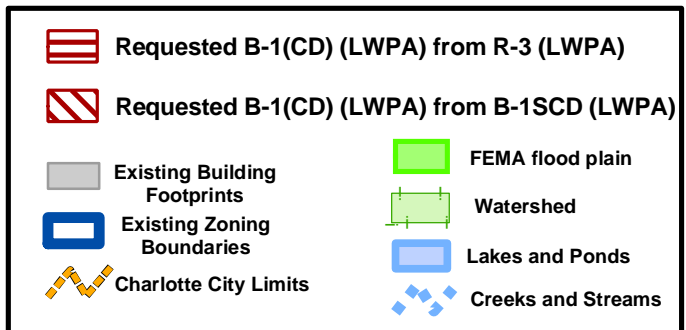 Requested B-1(CD) (LWPA) from R-3 (LWPA)
Requested B-1(CD) (LWPA) from B-1SCD (LWPA)
Existing Building
Footprints
Existing Zoning
Boundaries
Charlotte City Limits
FEMA flood plain
Watershed
Lakes and Ponds
Creeks and Streams